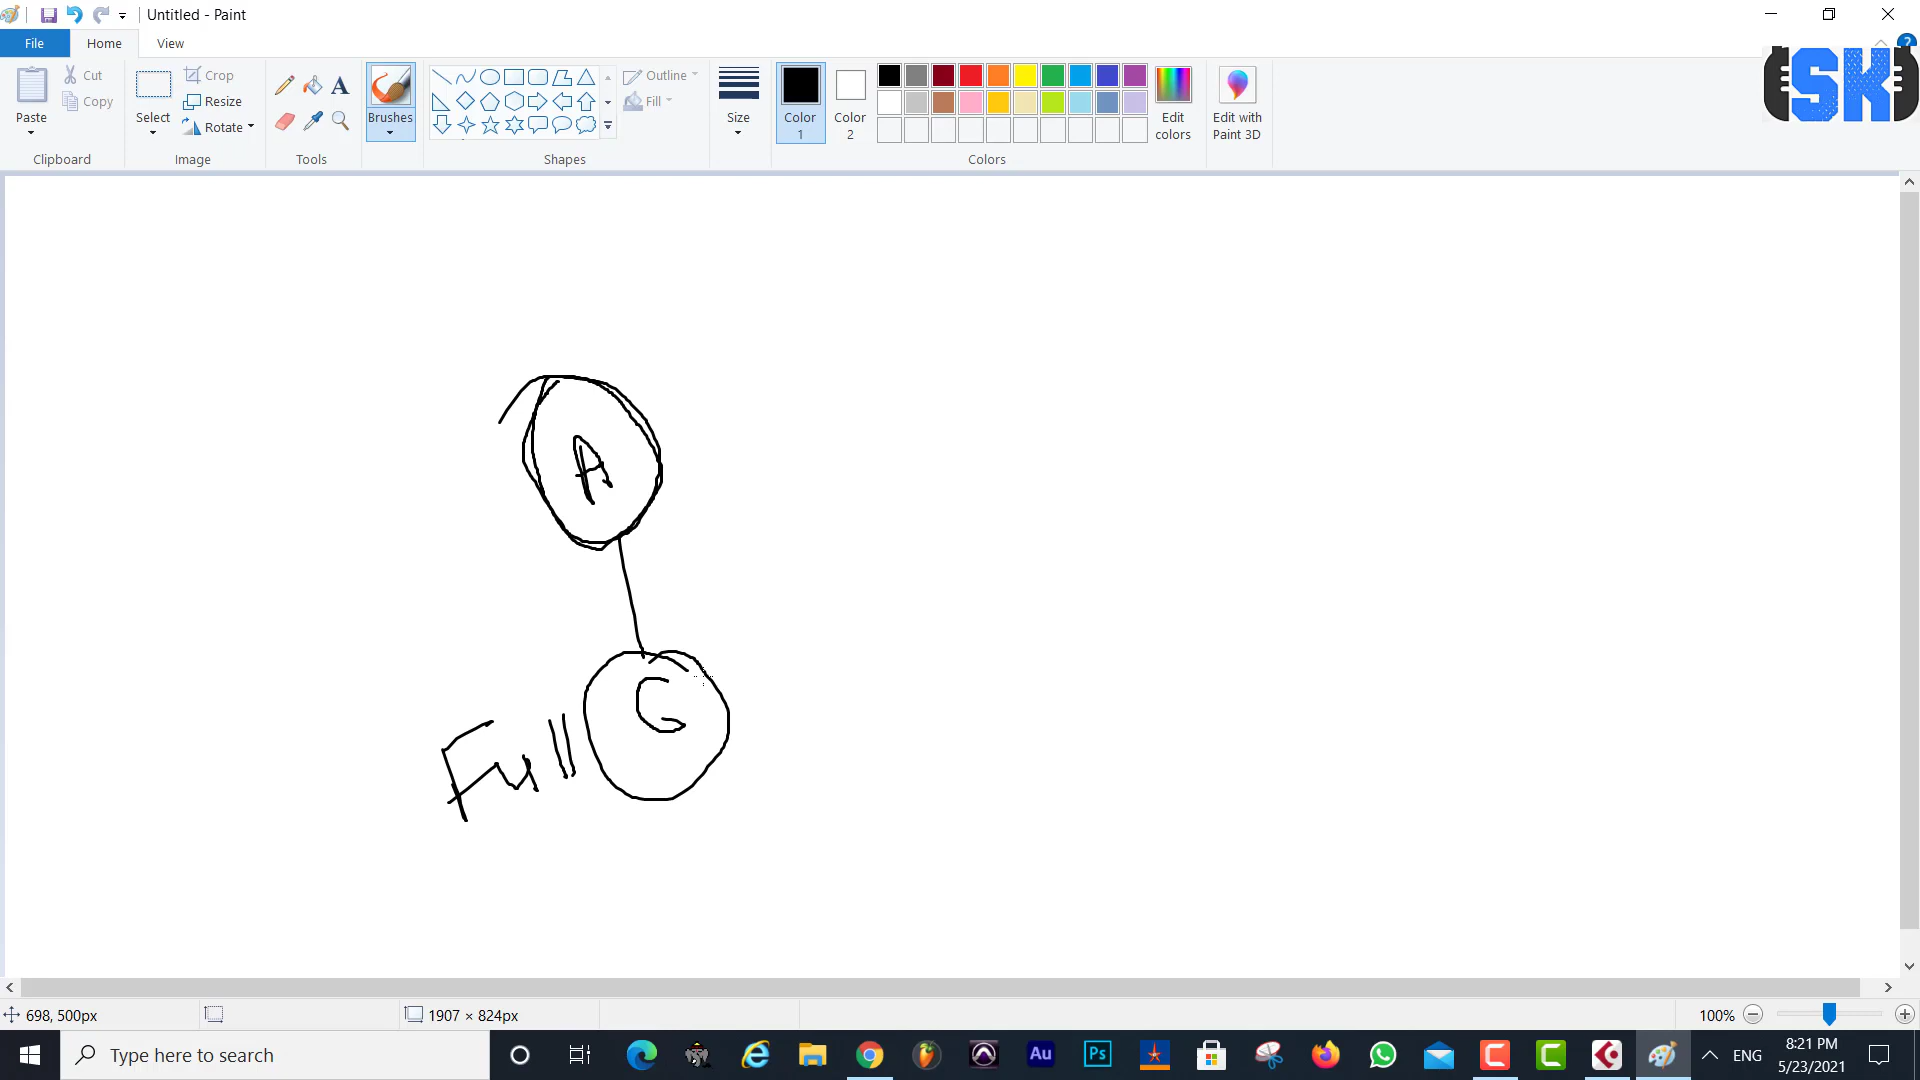 Untitled - Paint
File Home View
Paste
Cut
Copy
Clipboard
Select
Crop
Resize
Rotate
Image
A
Tools
Brushes
Outline
Fill
Shapes
Size
Color 1
Color 2
Colors
Edit colors
Edit with Paint 3D
?
SK
A
C
Full
698, 500px
1907 × 824px
100%
Type here to search
Au
Ps
ENG
8:21 PM
5/23/2021